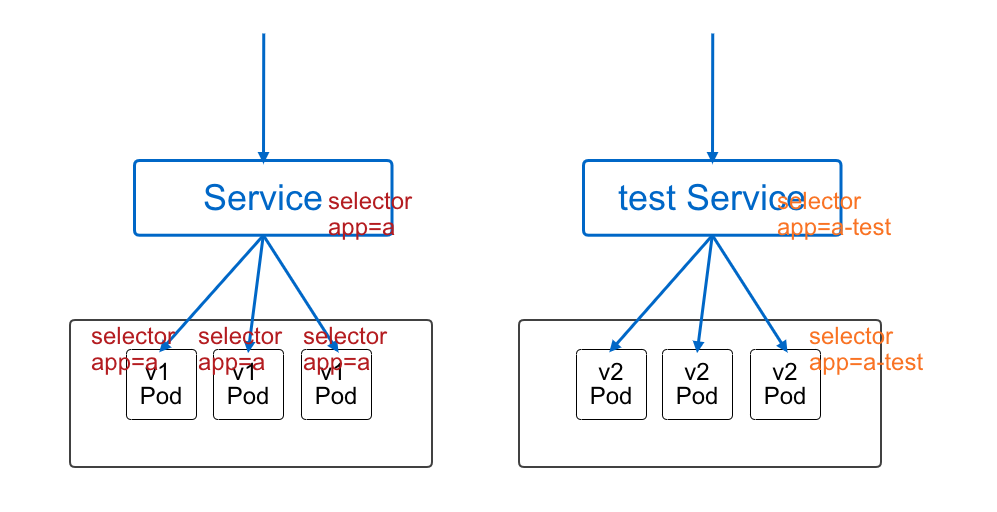 Service
selector
app=a
test Service
selector
app=a-test
selector
app=a
selector
app=a
selector
app=a
v1
Pod
v1
Pod
v1
Pod
selector
app=a-test
v2
Pod
v2
Pod
v2
Pod